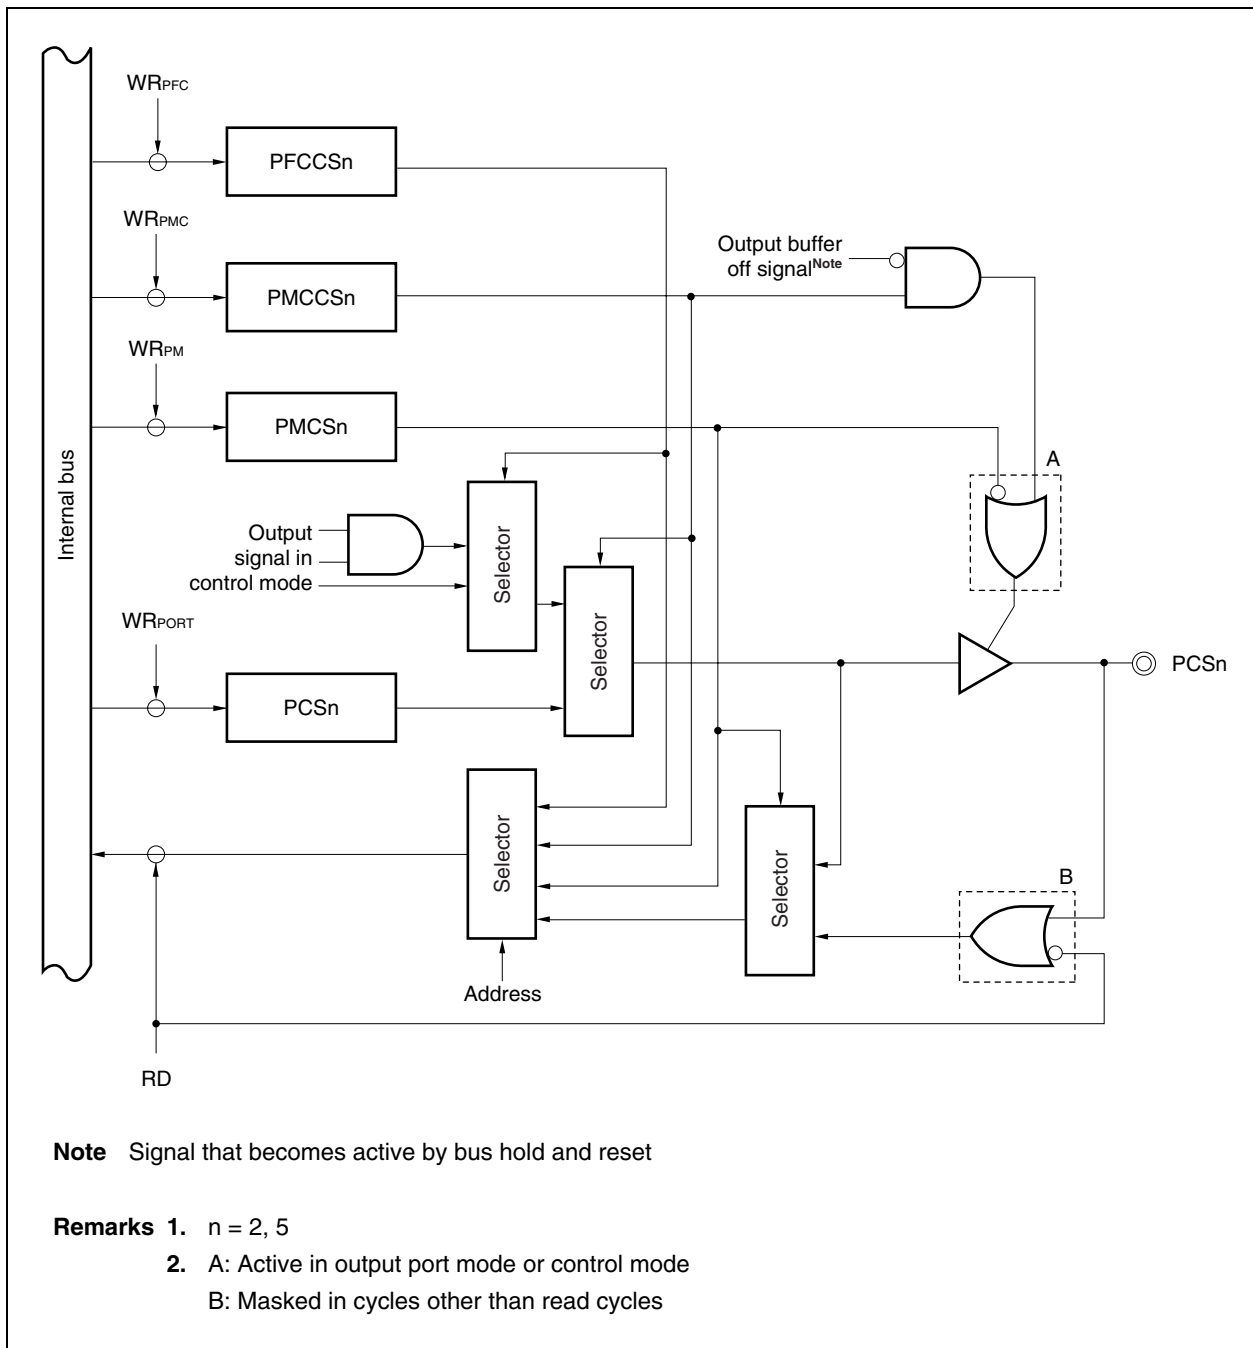 WRPFC
PFCCSn
WRPMC
Output buffer
off signalNote
PMCCSn
WRPM
PMCSn
A
Internal bus
Output
signal in
control mode
Selector
Selector
WRPORT
PCSn
PCSn
Selector
Selector
B
Address
RD
Note Signal that becomes active by bus hold and reset
Remarks 1. n = 2, 5
2. A: Active in output port mode or control mode
B: Masked in cycles other than read cycles